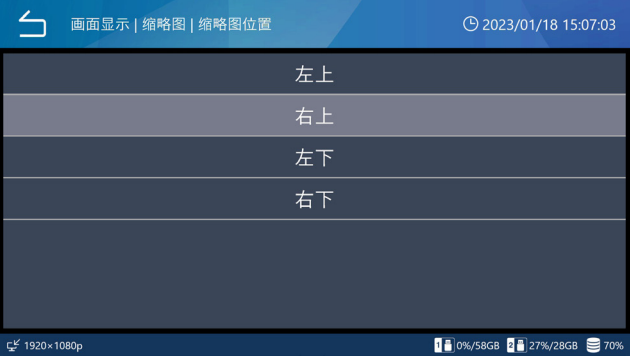 画面显示 | 缩略图 | 缩略图位置 2023/01/18 15:07:03
左上
右上
左下
右下
1920×1080p 1 0%/58GB 2 27%/28GB 70%